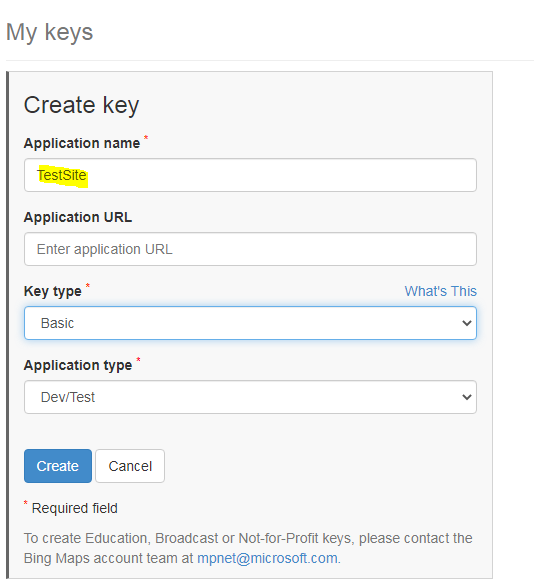 My keys
Create key
Application name *
TestSite
Application URL
Enter application URL
Key type *
What's This
Basic
Application type *
Dev/Test
Create
Cancel
* Required field
To create Education, Broadcast or Not-for-Profit keys, please contact the
Bing Maps account team at mpnet@microsoft.com.